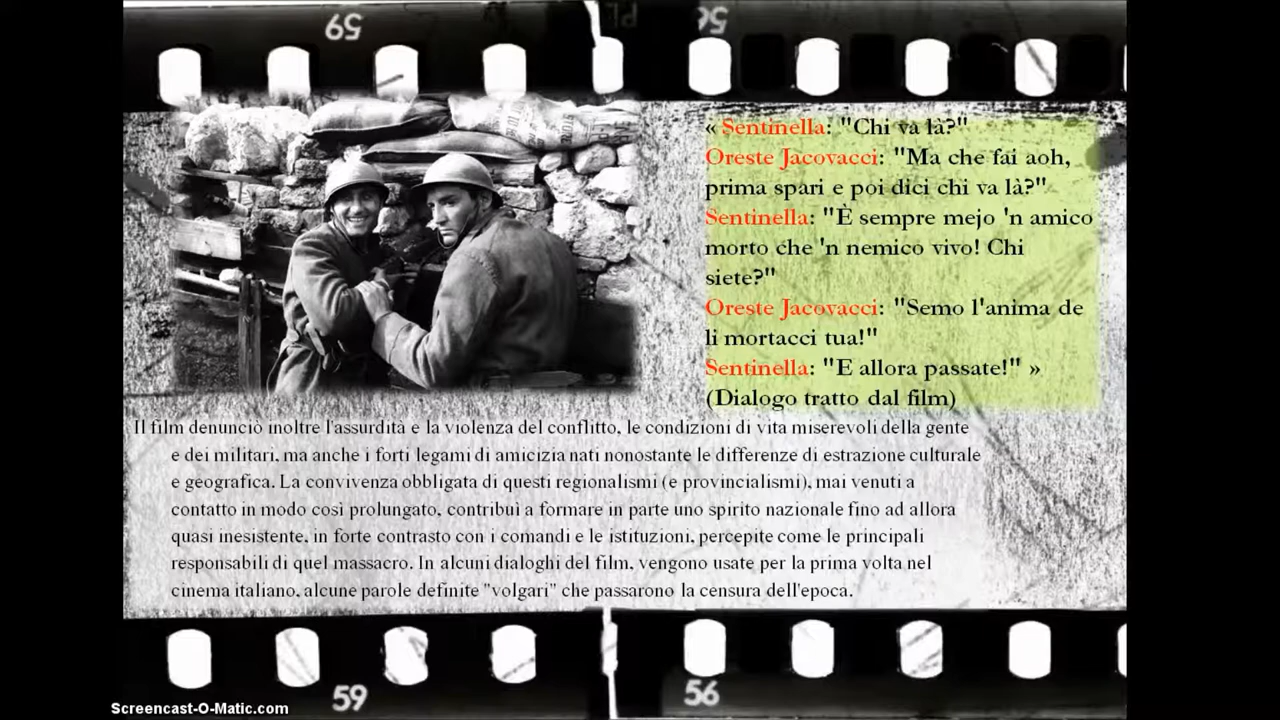 59
56
« Sentinella: "Chi va là?"
Oreste Jacovacci: "Ma che fai aoh,
prima spari e poi dici chi va là?"
Sentinella: "È sempre mejo 'n amico
morto che 'n nemico vivo! Chi
siete?"
Oreste Jacovacci: "Semo l'anima de
li mortacci tua!"
Sentinella: "E allora passate!" »
(Dialogo tratto dal film)
Il film denunciò inoltre l'assurdità e la violenza del conflitto, le condizioni di vita miserevoli della gente
e dei militari, ma anche i forti legami di amicizia nati nonostante le differenze di estrazione culturale
e geografica. La convivenza obbligata di questi regionalismi (e provincialismi), mai venuti a
contatto in modo così prolungato, contribuì a formare in parte uno spirito nazionale fino ad allora
quasi inesistente, in forte contrasto con i comandi e le istituzioni, percepite come le principali
responsabili di quel massacro. In alcuni dialoghi del film, vengono usate per la prima volta nel
cinema italiano, alcune parole definite "volgari" che passarono la censura dell'epoca.
59
56
Screencast-O-Matic.com